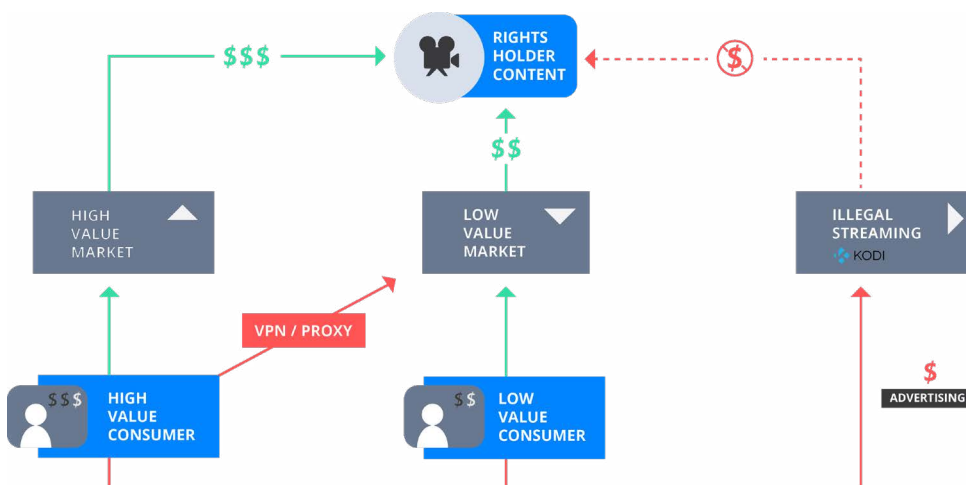 RIGHTS
HOLDER
CONTENT
$$$
$
$$
HIGH
VALUE
MARKET
LOW
VALUE
MARKET
ILLEGAL
STREAMING
KODI
VPN / PROXY
$
ADVERTISING
$$$
HIGH
VALUE
CONSUMER
$$
LOW
VALUE
CONSUMER